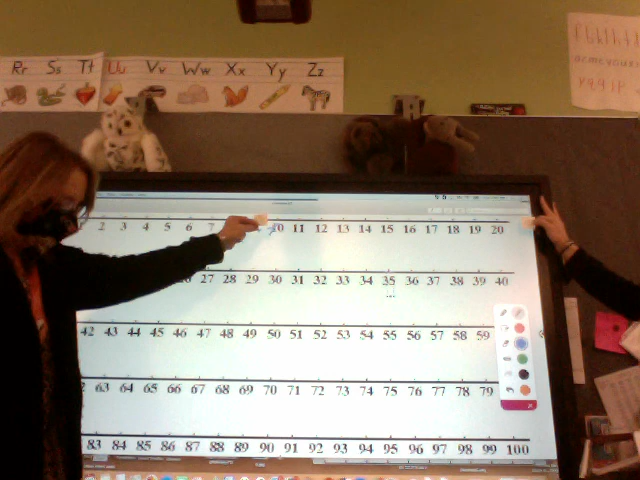 Rr Ss Tt Uu Vv Ww Xx Yy Zz
2 3 4 5 6 7 10 11 12 13 14 15 16 17 18 19 20
27 28 29 30 31 32 33 34 35 36 37 38 39 40
42 43 44 45 46 47 48 49 50 51 52 53 54 55 56 57 58 59
63 64 65 66 67 68 69 70 71 72 73 74 75 76 77 78 79
83 84 85 86 87 88 89 90 91 92 93 94 95 96 97 98 99 100